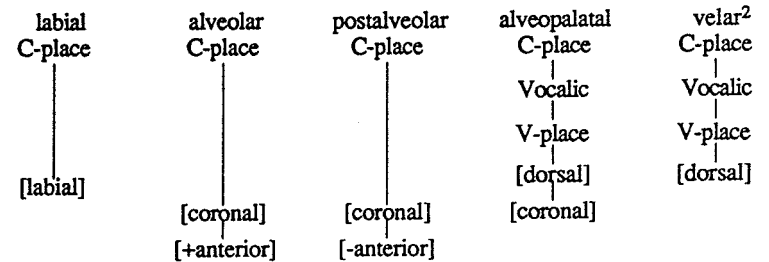 labial alveolar postalveolar alveopalatal velar²
C-place C-place C-place C-place C-place
Vocalic Vocalic
V-place V-place
[labial] [dorsal] [dorsal]
[coronal] [coronal] [coronal]
[+anterior] [-anterior]